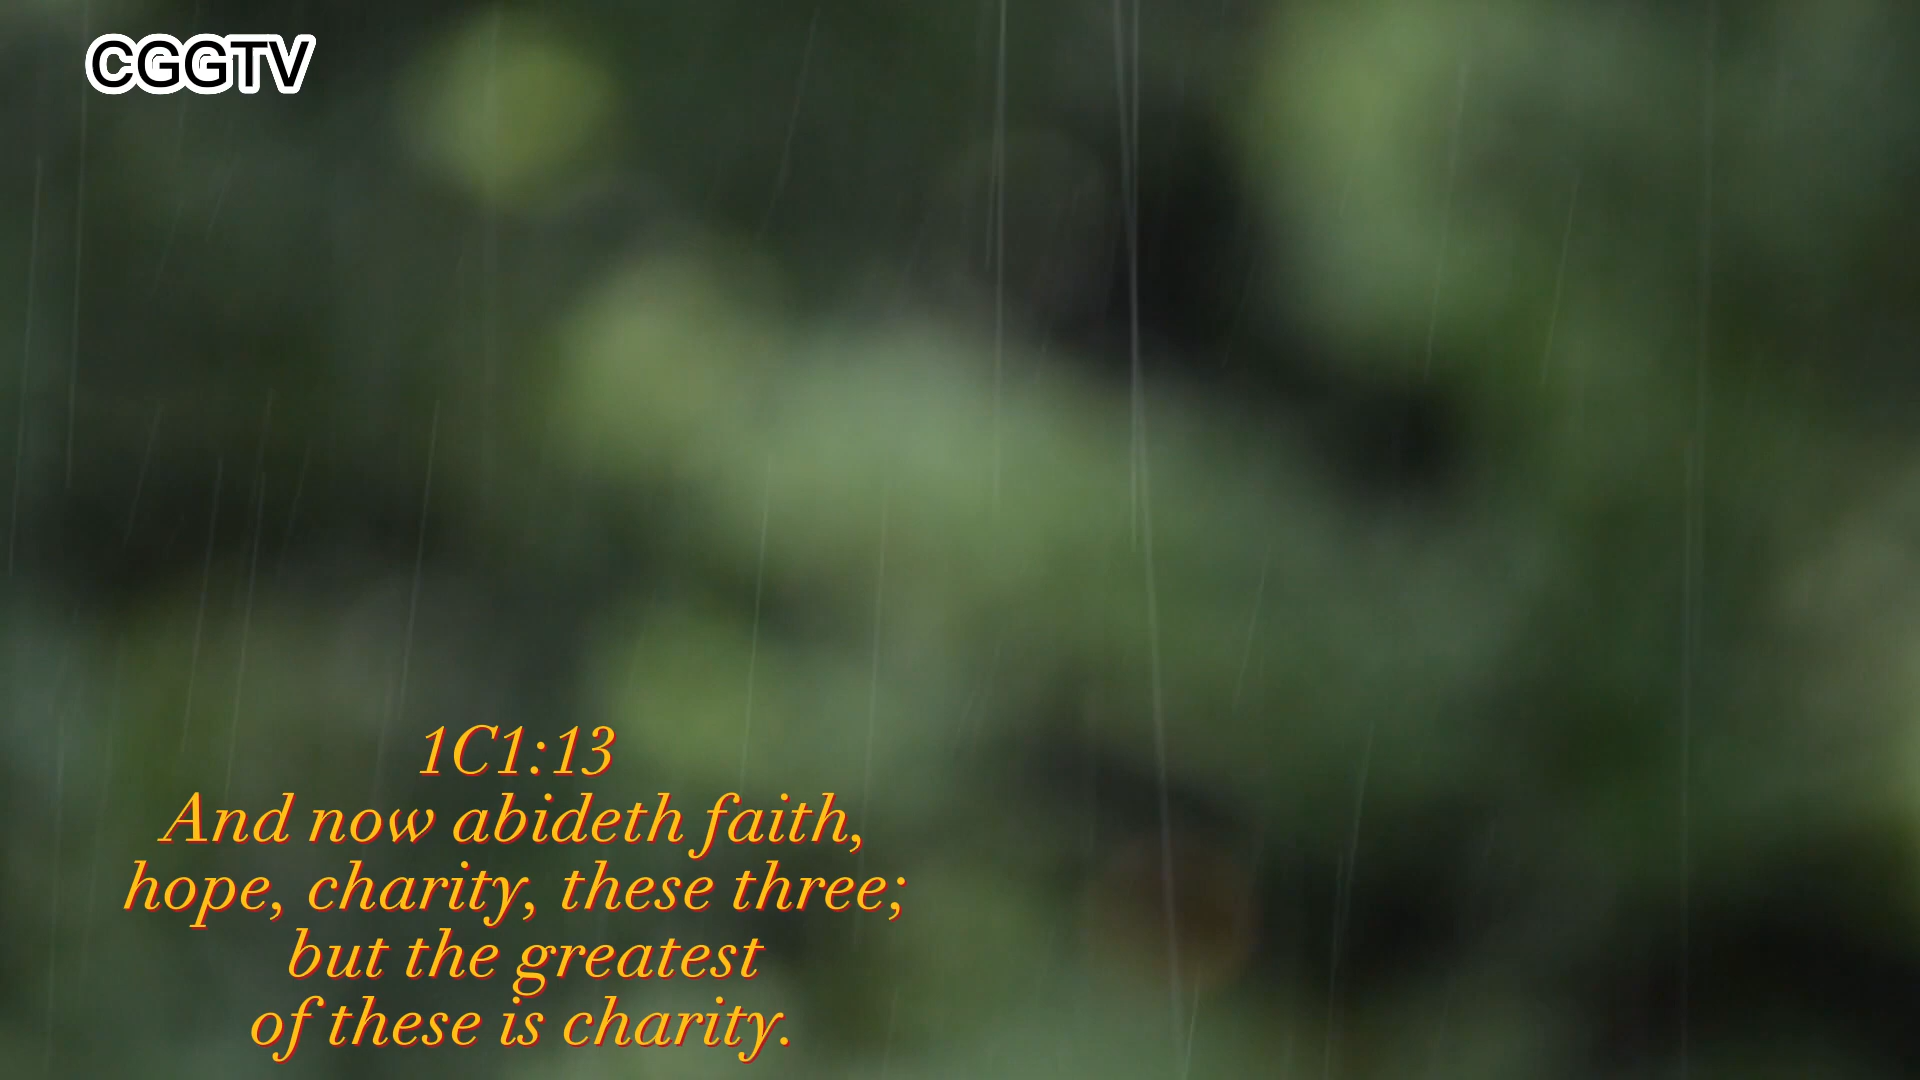 CGGTV
1C1:13
And now abideth faith,
hope, charity, these three;
but the greatest
of these is charity.